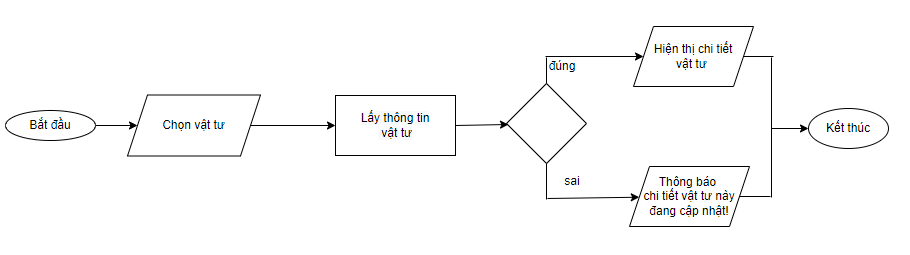 Bắt đầu
Chọn vật tư
Lấy thông tin
vật tư
đúng
Hiện thị chi tiết
vật tư
sai
Thông báo
chi tiết vật tư này
đang cập nhật!
Kết thúc